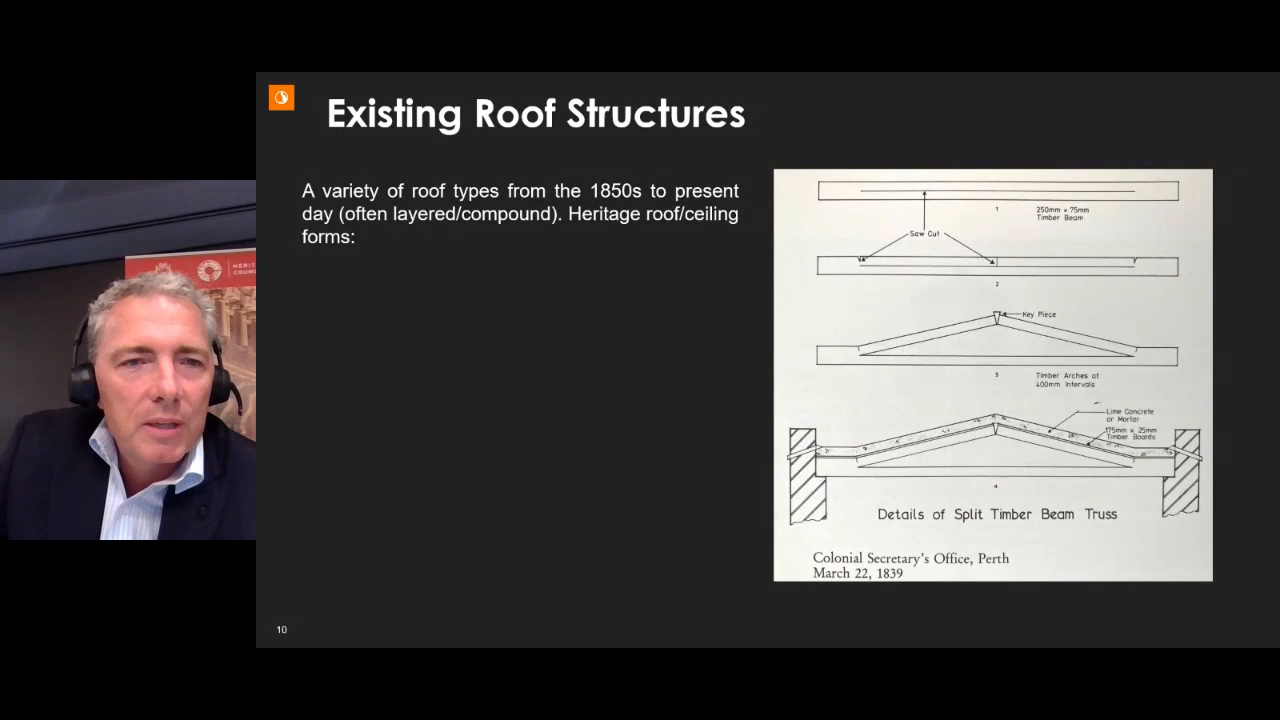 Existing Roof Structures
A variety of roof types from the 1850s to present
day (often layered/compound). Heritage roof/ceiling
forms:
1
250mm × 75mm
Timber Beam
Saw Cut
2
Key Piece
3
Timber Arches at
400mm Intervals
Lime Concrete
or Mortar
175mm × 25mm
Timber Boards
4
Details of Split Timber Beam Truss
Colonial Secretary's Office, Perth
March 22, 1839
10